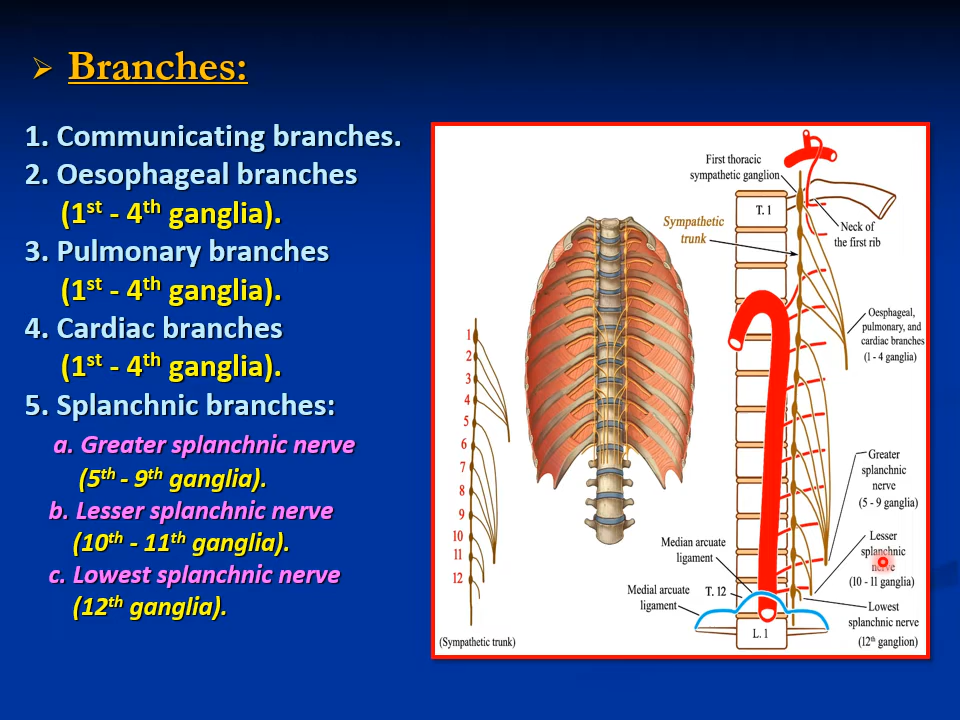 Branches:
1. Communicating branches.
2. Oesophageal branches
(1st - 4th ganglia).
3. Pulmonary branches
(1st - 4th ganglia).
4. Cardiac branches
(1st - 4th ganglia).
5. Splanchnic branches:
a. Greater splanchnic nerve
(5th - 9th ganglia).
b. Lesser splanchnic nerve
(10th - 11th ganglia).
c. Lowest splanchnic nerve
(12th ganglia).
1
2
3
4
5
6
7
8
9
10
11
12
(Sympathetic trunk)
First thoracic
sympathetic ganglion
T. 1
Sympathetic
trunk
Neck of
the first rib
Oesphageal,
pulmonary, and
cardiac branches
(1 - 4 ganglia)
Greater
splanchnic
nerve
(5 - 9 ganglia)
Lesser
splanchnic
nerve
(10 - 11 ganglia)
Median arcuate
ligament
Medial arcuate
ligament
T. 12
Lowest
splanchnic nerve
(12th ganglion)
L. 1